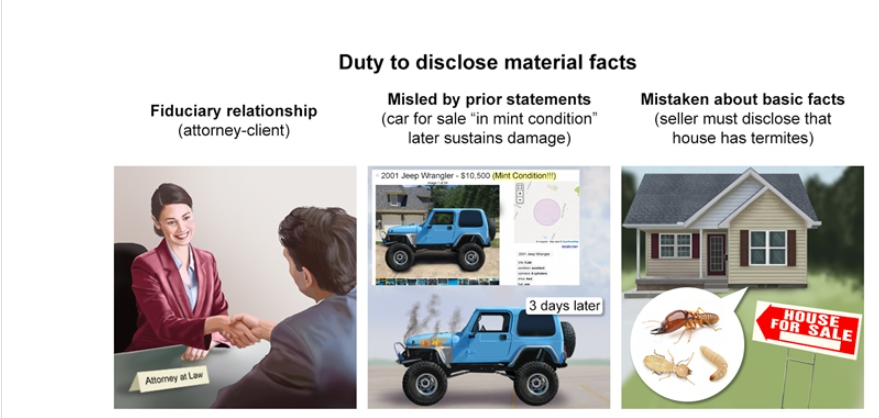 Duty to disclose material facts
Fiduciary relationship
(attorney-client)
Misled by prior statements
(car for sale “in mint condition”
later sustains damage)
Mistaken about basic facts
(seller must disclose that
house has termites)
2001 Jeep Wrangler - $10,500 (Mint Condition!!!)
2001 Jeep Wrangler
3 days later
Attorney at Law
HOUSE
FOR SALE